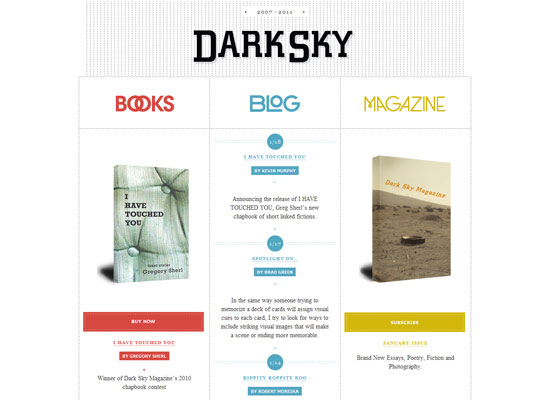 2007 - 2011
DARKSKY
BOOKS
BLOG
MAGAZINE
I
HAVE
TOUCHED
YOU
Gregory Sherl
BUY NOW
I HAVE TOUCHED YOU
BY GREGORY SHERL
Winner of Dark Sky Magazine's 2010
chapbook contest
1/18
I HAVE TOUCHED YOU
BY KEVIN MURPHY
Announcing the release of I HAVE
TOUCHED YOU, Greg Sherl's new
chapbook of short linked fictions.
1/17
SPOTLIGHT ON...
BY BRAD GREEN
In the same way someone trying to
memorize a deck of cards will assign visual
cues to each card, I try to look for ways to
include striking visual images that will make
a scene or ending more memorable.
1/14
RIPPITY ROPPITY ROO
BY ROBERT MOREIRA
Dark Sky Magazine
SUBSCRIBE
JANUARY ISSUE
Brand New Essays, Poetry, Fiction and
Photography.